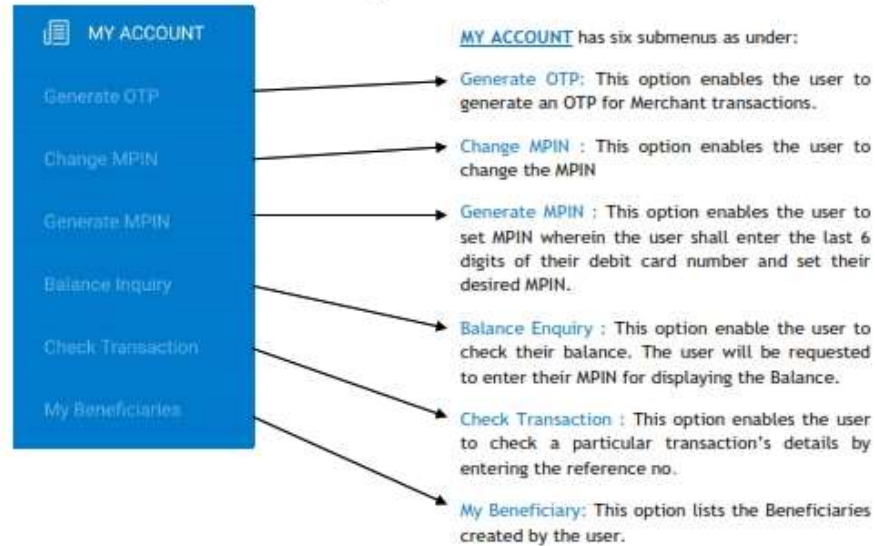 MY ACCOUNT
Generate OTP
Change MPIN
Generate MPIN
Balance Inquiry
Check Transaction
My Beneficiaries
MY ACCOUNT has six submenus as under:
Generate OTP: This option enables the user to
generate an OTP for Merchant transactions.
Change MPIN : This option enables the user to
change the MPIN
Generate MPIN : This option enables the user to
set MPIN wherein the user shall enter the last 6
digits of their debit card number and set their
desired MPIN.
Balance Enquiry : This option enable the user to
check their balance. The user will be requested
to enter their MPIN for displaying the Balance.
Check Transaction : This option enables the user
to check a particular transaction's details by
entering the reference no.
My Beneficiary: This option lists the Beneficiaries
created by the user.